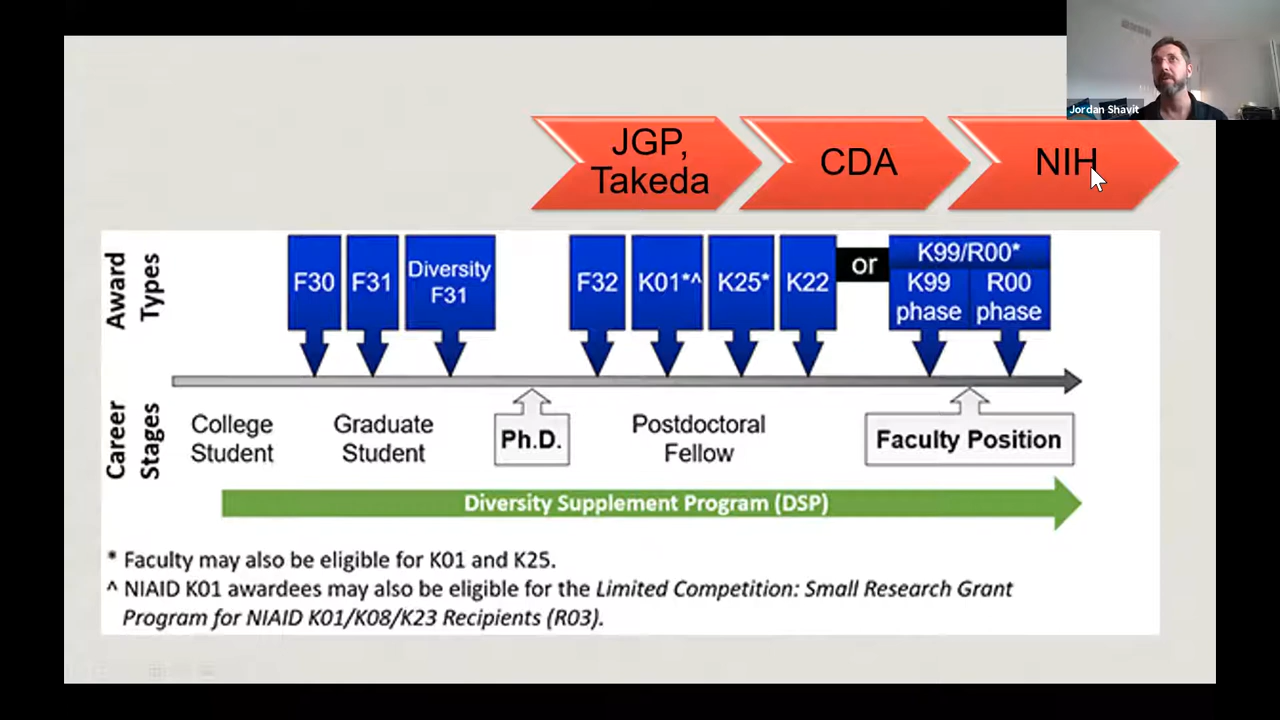 Jordan Shavit
JGP,
Takeda
CDA
NIH
Award
Types
F30
F31
Diversity
F31
F32
K01*^
K25*
K22
or
K99/R00*
K99
phase
R00
phase
Career
Stages
College
Student
Graduate
Student
Ph.D.
Postdoctoral
Fellow
Faculty Position
Diversity Supplement Program (DSP)
* Faculty may also be eligible for K01 and K25.
^ NIAID K01 awardees may also be eligible for the Limited Competition: Small Research Grant
Program for NIAID K01/K08/K23 Recipients (R03).